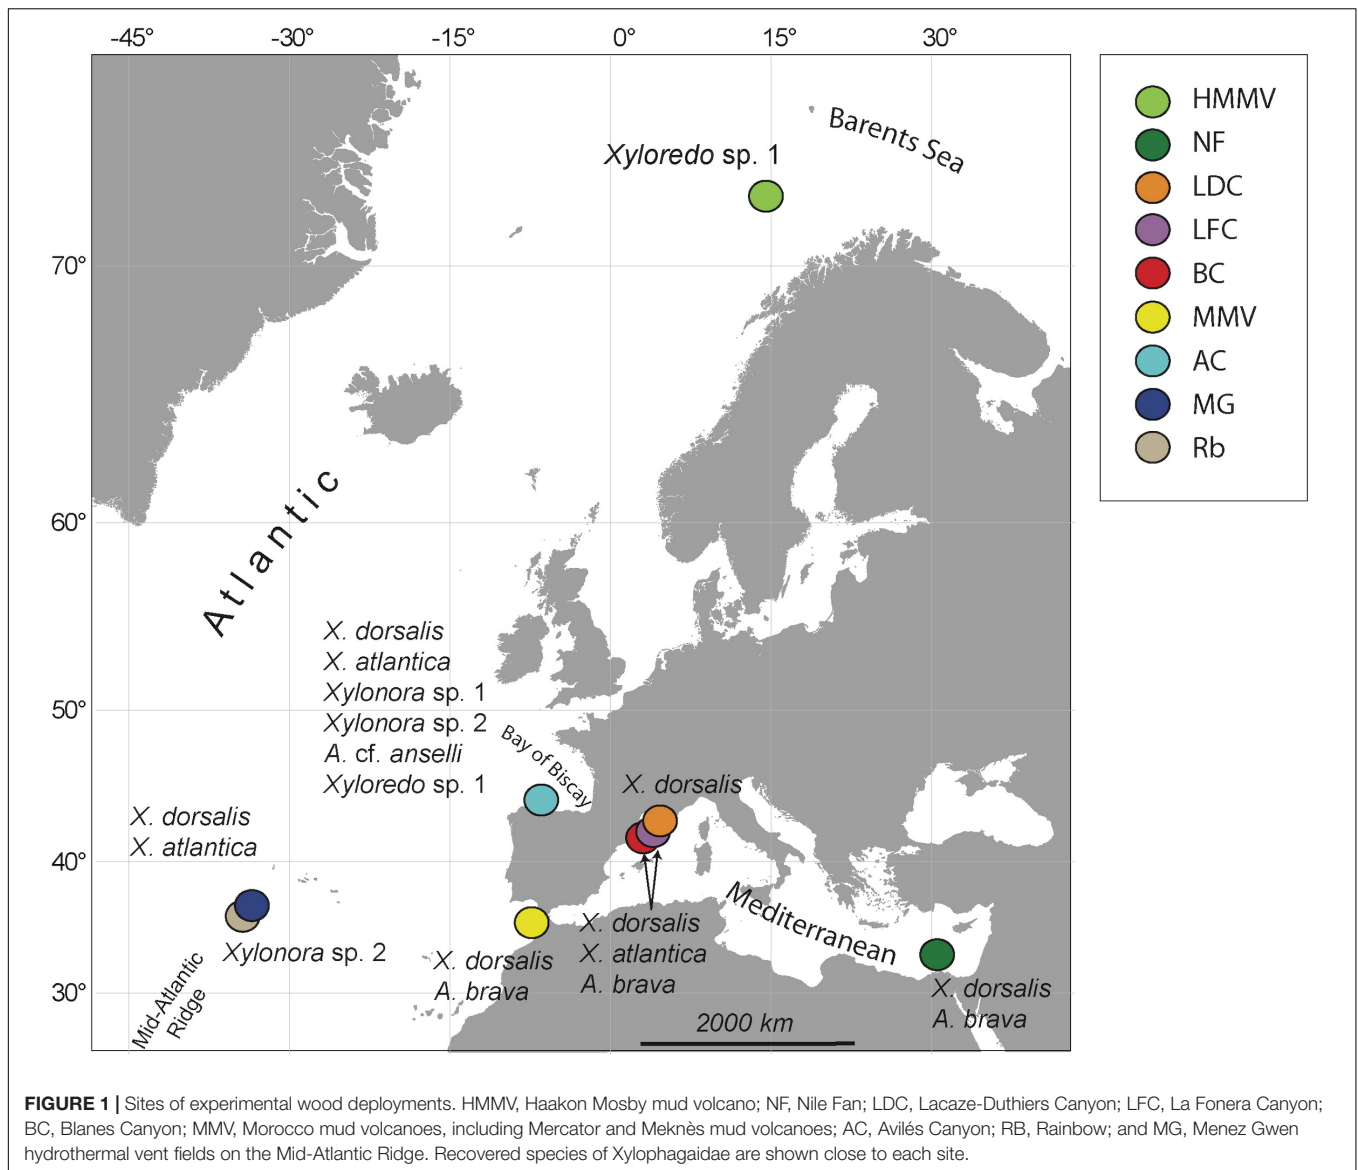 -45° -30° -15° 0° 15° 30°
70°
60°
50°
40°
30°
Barents Sea
Xyloredo sp. 1
Atlantic
X. dorsalis
X. atlantica
Xylonora sp. 1
Xylonora sp. 2
A. cf. anselli
Xyloredo sp. 1
Bay of Biscay
X. dorsalis
X. dorsalis
X. atlantica
Xylonora sp. 2
Mid-Atlantic
Ridge
X. dorsalis
A. brava
X. dorsalis
X. atlantica
A. brava
Mediterranean
X. dorsalis
A. brava
2000 km
HMMV
NF
LDC
LFC
BC
MMV
AC
MG
Rb
FIGURE 1 | Sites of experimental wood deployments. HMMV, Haakon Mosby mud volcano; NF, Nile Fan; LDC, Lacaze-Duthiers Canyon; LFC, La Fonera Canyon;
BC, Blanes Canyon; MMV, Morocco mud volcanoes, including Mercator and Meknès mud volcanoes; AC, Avilés Canyon; RB, Rainbow; and MG, Menez Gwen
hydrothermal vent fields on the Mid-Atlantic Ridge. Recovered species of Xylophagaidae are shown close to each site.